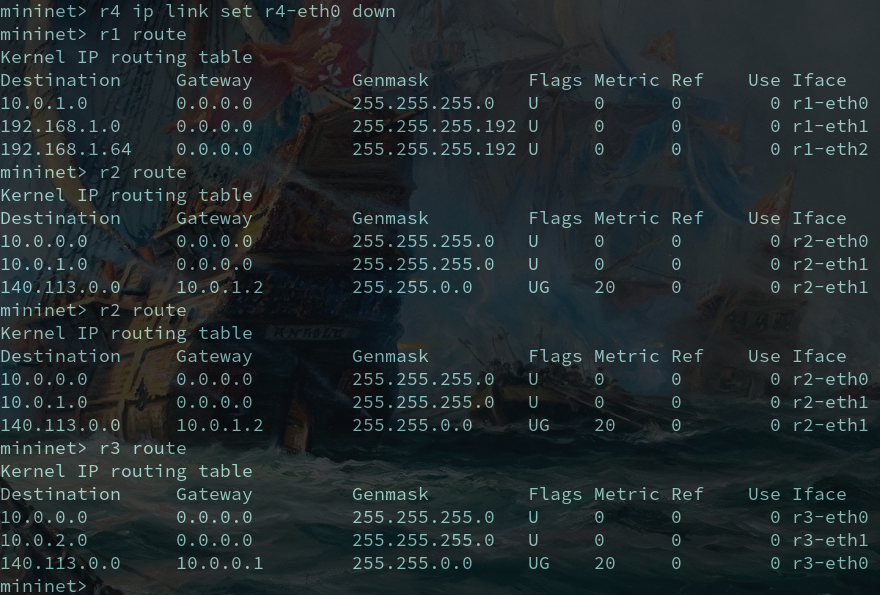 mininet> r4 ip link set r4-eth0 down
mininet> r1 route
Kernel IP routing table
Destination     Gateway         Genmask         Flags Metric Ref    Use Iface
10.0.1.0        0.0.0.0         255.255.255.0   U     0      0        0 r1-eth0
192.168.1.0     0.0.0.0         255.255.255.192 U     0      0        0 r1-eth1
192.168.1.64    0.0.0.0         255.255.255.192 U     0      0        0 r1-eth2
mininet> r2 route
Kernel IP routing table
Destination     Gateway         Genmask         Flags Metric Ref    Use Iface
10.0.0.0        0.0.0.0         255.255.255.0   U     0      0        0 r2-eth0
10.0.1.0        0.0.0.0         255.255.255.0   U     0      0        0 r2-eth1
140.113.0.0     10.0.1.2        255.255.0.0     UG    20     0        0 r2-eth1
mininet> r2 route
Kernel IP routing table
Destination     Gateway         Genmask         Flags Metric Ref    Use Iface
10.0.0.0        0.0.0.0         255.255.255.0   U     0      0        0 r2-eth0
10.0.1.0        0.0.0.0         255.255.255.0   U     0      0        0 r2-eth1
140.113.0.0     10.0.1.2        255.255.0.0     UG    20     0        0 r2-eth1
mininet> r3 route
Kernel IP routing table
Destination     Gateway         Genmask         Flags Metric Ref    Use Iface
10.0.0.0        0.0.0.0         255.255.255.0   U     0      0        0 r3-eth0
10.0.2.0        0.0.0.0         255.255.255.0   U     0      0        0 r3-eth1
140.113.0.0     10.0.0.1        255.255.0.0     UG    20     0        0 r3-eth0
mininet>